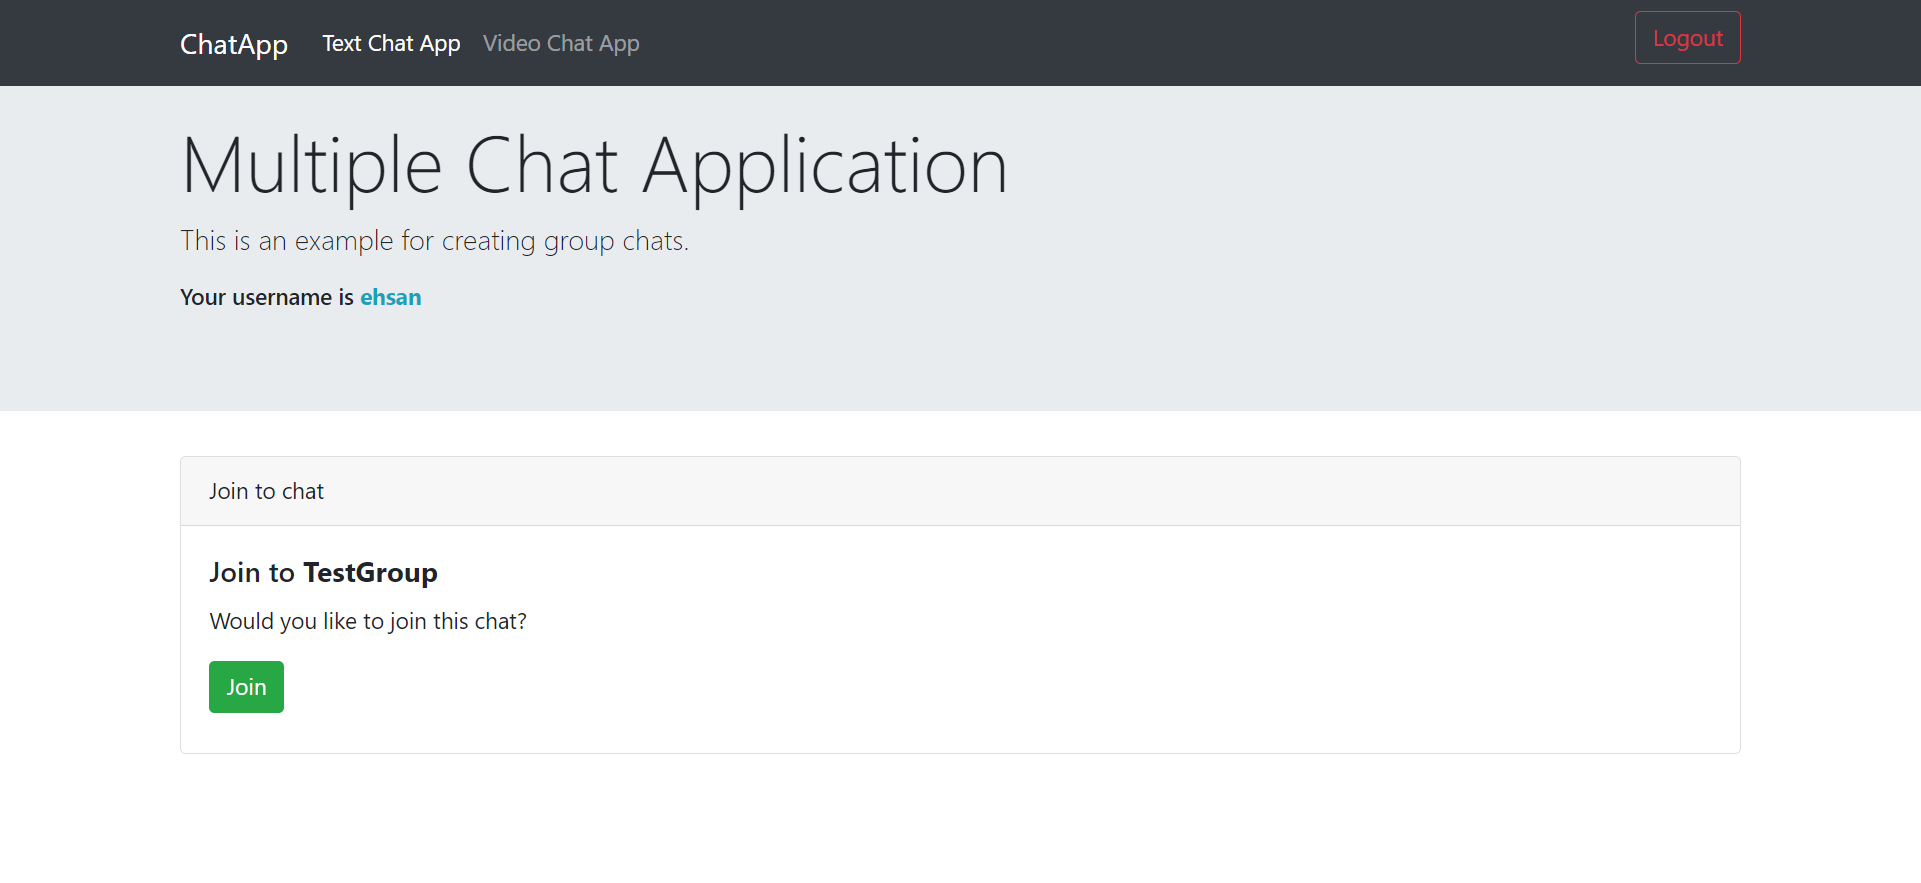 ChatApp Text Chat App Video Chat App Logout
Multiple Chat Application
This is an example for creating group chats.
Your username is ehsan
Join to chat
Join to TestGroup
Would you like to join this chat?
Join